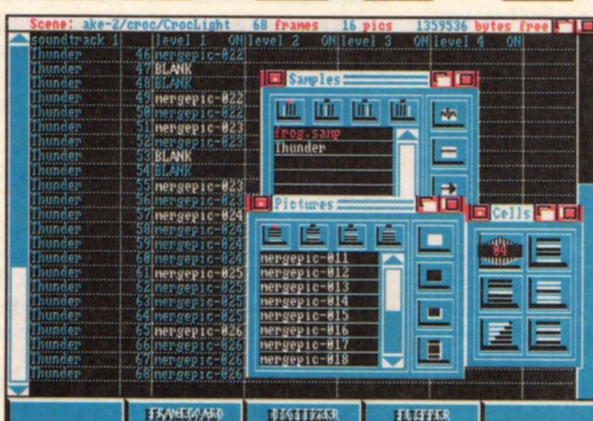 Scene: ake-2/croc/CrocLight 68 frames 16 pics 1359536 bytes free
soundtrack 1 level 1 ON level 2 ON level 3 ON level 4 ON
Thunder 46 mergepic-022
Thunder 47 BLANK
Thunder 48 BLANK
Thunder 49 mergepic-022
Thunder 50 mergepic-022
Thunder 51 mergepic-023
Thunder 52 mergepic-023
Thunder 53 BLANK
Thunder 54 BLANK
Thunder 55 mergepic-023
Thunder 56 mergepic-023
Thunder 57 mergepic-024
Thunder 58 mergepic-024
Thunder 59 mergepic-024
Thunder 60 mergepic-024
Thunder 61 mergepic-025
Thunder 62 mergepic-025
Thunder 63 mergepic-025
Thunder 64 mergepic-025
Thunder 65 mergepic-026
Thunder 66 mergepic-026
Thunder 67 mergepic-026
Thunder 68 mergepic-026
Samples
frog.samp
Thunder
Pictures
mergepic-011
mergepic-012
mergepic-013
mergepic-014
mergepic-015
mergepic-016
mergepic-017
mergepic-018
Cells
04
DIGITIZER
FLIPPER